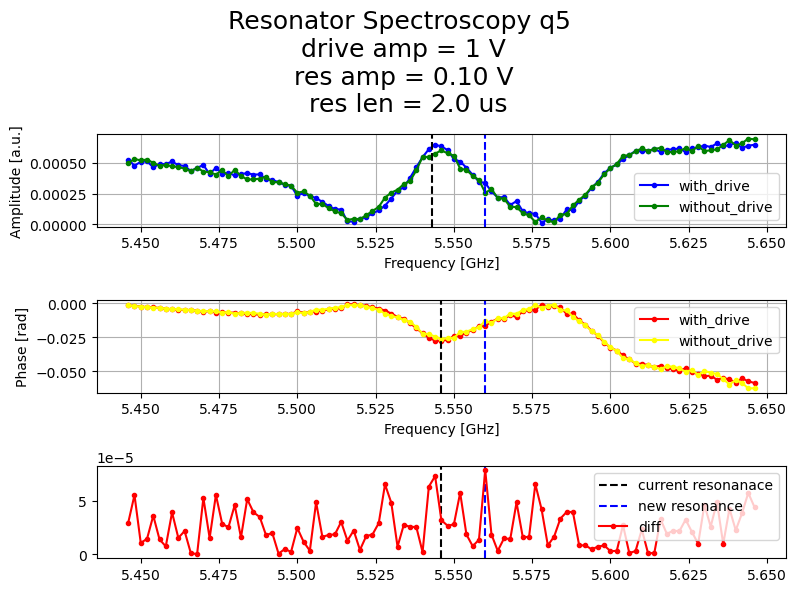 Resonator Spectroscopy q5
drive amp = 1 V
res amp = 0.10 V
res len = 2.0 us
Amplitude [a.u.]
0.00050
0.00025
0.00000
with_drive
without_drive
5.450 5.475 5.500 5.525 5.550 5.575 5.600 5.625 5.650
Frequency [GHz]
Phase [rad]
0.000
−0.025
−0.050
with_drive
without_drive
5.450 5.475 5.500 5.525 5.550 5.575 5.600 5.625 5.650
Frequency [GHz]
1e−5
5
0
current resonanace
new resonance
diff
5.450 5.475 5.500 5.525 5.550 5.575 5.600 5.625 5.650